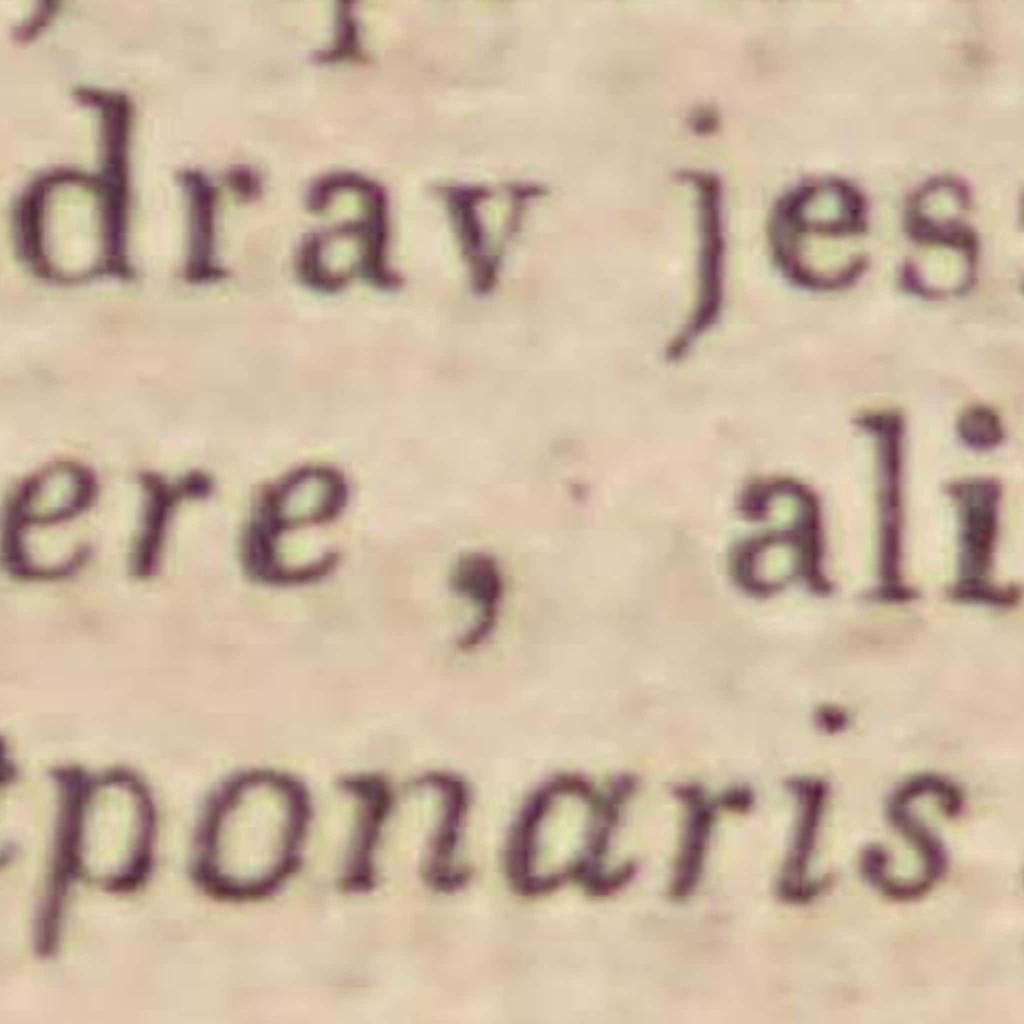 drav jes
ere, ali
ponaris